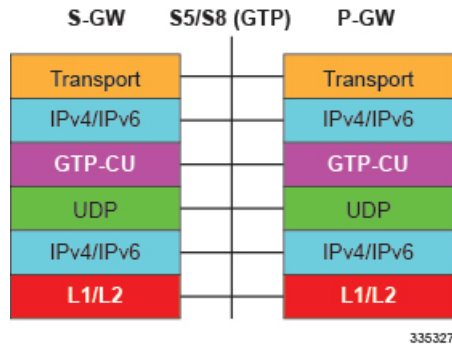 S-GW S5/S8 (GTP) P-GW
Transport Transport
IPv4/IPv6 IPv4/IPv6
GTP-CU GTP-CU
UDP UDP
IPv4/IPv6 IPv4/IPv6
L1/L2 L1/L2
335327